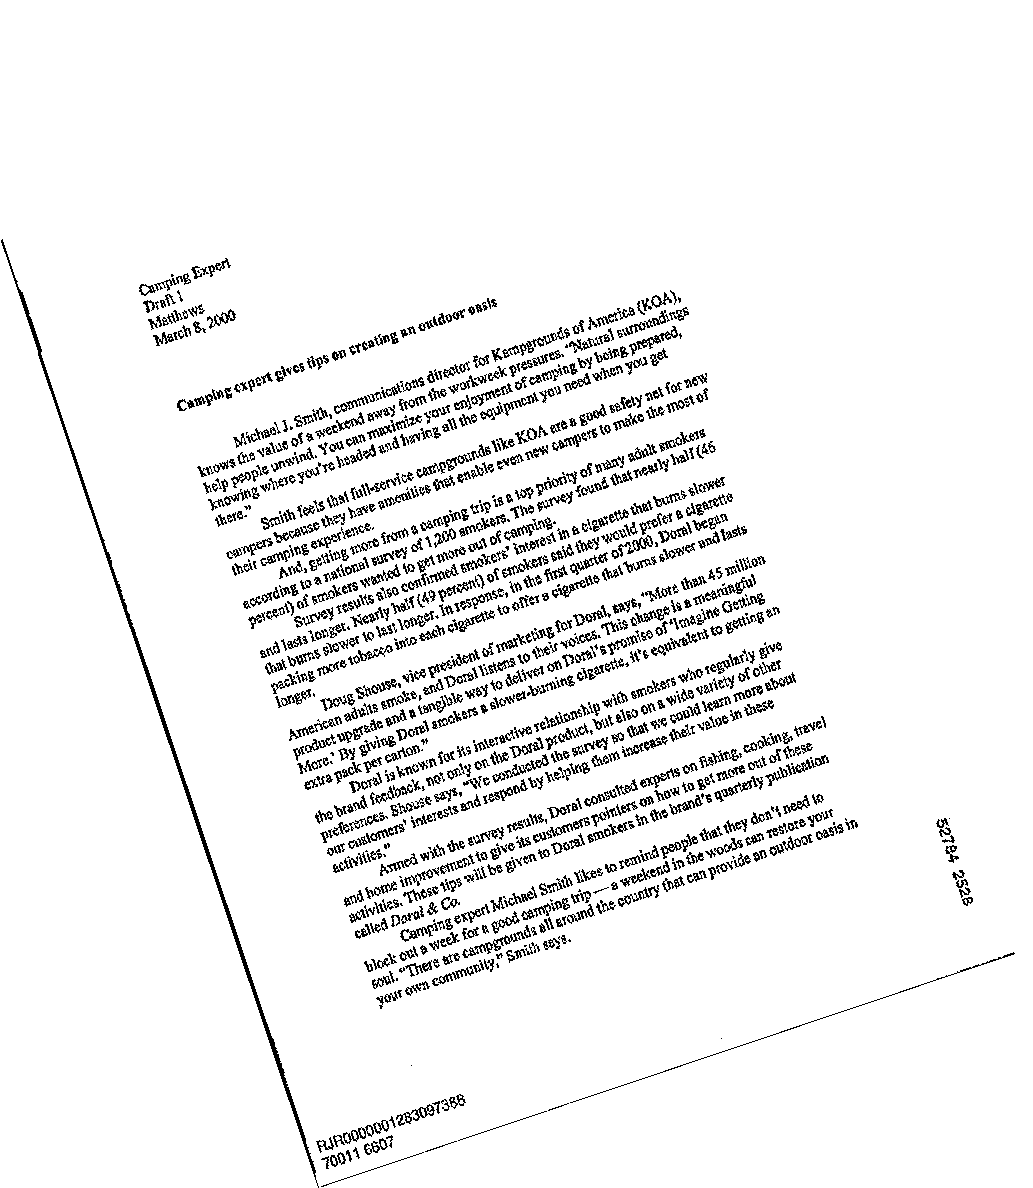 Camping Expert
Draft 1
Matthews
March 8, 2000
Camping expert gives tips on creating an outdoor oasis
Michael J. Smith, communications director for Kampgrounds of America (KOA),
knows the value of a weekend away from the workweek pressures. "Natural surroundings
help people unwind. You can maximize your enjoyment of camping by being prepared,
knowing where you're headed and having all the equipment you need when you get
there."
Smith feels that full-service campgrounds like KOA are a good safety net for new
campers because they have amenities that enable even new campers to make the most of
their camping experience.
And, getting more from a camping trip is a top priority of many adult smokers
according to a national survey of 1,200 smokers. The survey found that nearly half (46
percent) of smokers wanted to get more out of camping.
Survey results also confirmed smokers' interest in a cigarette that burns slower
and lasts longer. Nearly half (49 percent) of smokers said they would prefer a cigarette
that burns slower to last longer. In response, in the first quarter of 2000, Doral began
packing more tobacco into each cigarette to offer a cigarette that burns slower and lasts
longer.
Doug Shouse, vice president of marketing for Doral, says, "More than 45 million
American adults smoke, and Doral listens to their voices. This change is a meaningful
product upgrade and a tangible way to deliver on Doral's promise of 'Imagine Getting
More.' By giving Doral smokers a slower-burning cigarette, it's equivalent to getting an
extra pack per carton."
Doral is known for its interactive relationship with smokers who regularly give
the brand feedback, not only on the Doral product, but also on a wide variety of other
preferences. Shouse says, "We conducted the survey so that we could learn more about
our customers' interests and respond by helping them increase their value in these
activities."
Armed with the survey results, Doral consulted experts on fishing, cooking, travel
and home improvement to give its customers pointers on how to get more out of these
activities. These tips will be given to Doral smokers in the brand's quarterly publication
called Doral & Co.
Camping expert Michael Smith likes to remind people that they don't need to
block out a week for a good camping trip — a weekend in the woods can restore your
soul. "There are campgrounds all around the country that can provide an outdoor oasis in
your own community," Smith says.
52784 2528
RJR0000001283097388
70011 6607